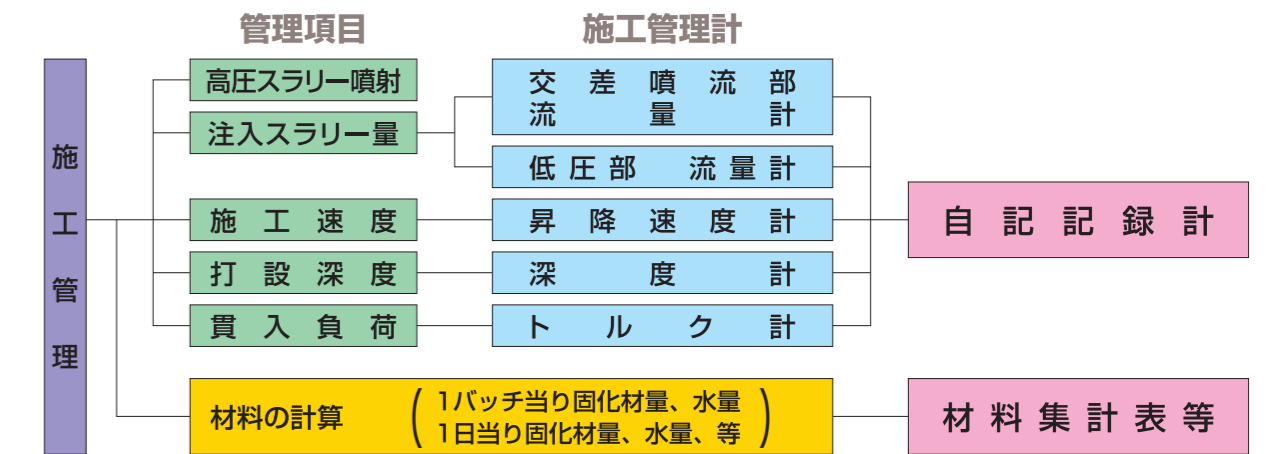 管理項目
施工管理計
施工管理
高圧スラリー噴射
注入スラリー量
施工速度
打設深度
貫入負荷
交差噴流部
流量計
低圧部 流量計
昇降速度計
深度計
トルク計
自記記録計
材料の計算
1バッチ当り固化材量、水量
1日当り固化材量、水量、等
材料集計表等